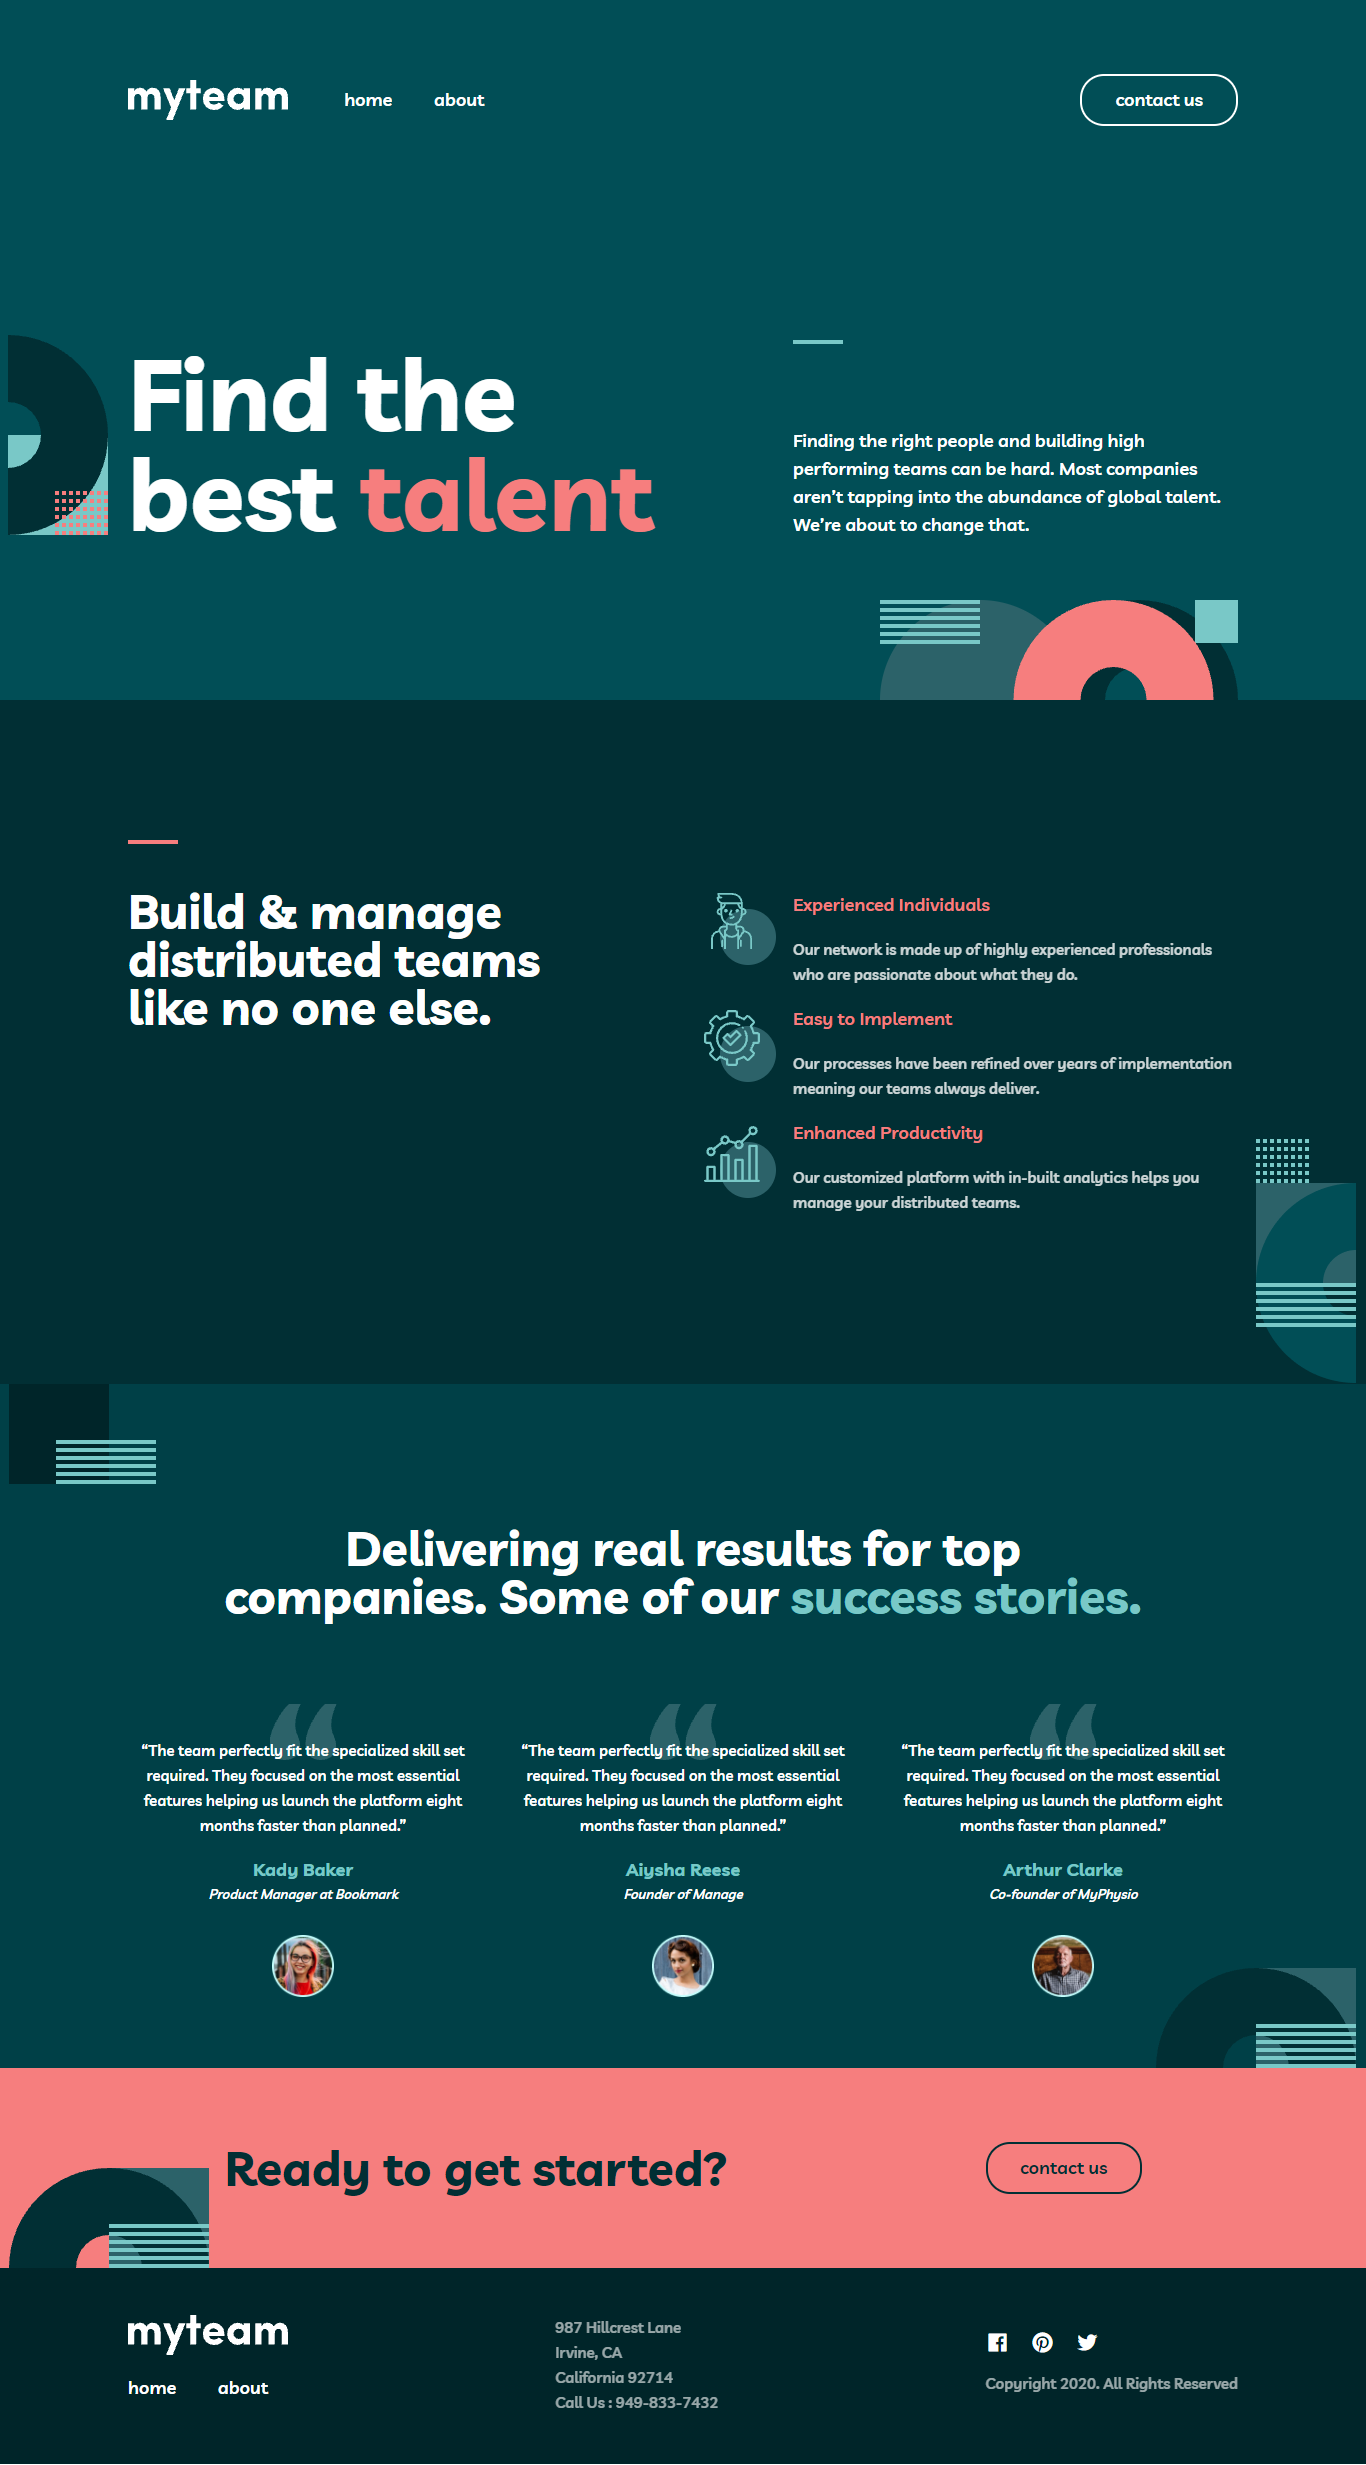 myteam
home
about
contact us
Find the
best talent
Finding the right people and building high
performing teams can be hard. Most companies
aren’t tapping into the abundance of global talent.
We’re about to change that.
Build & manage
distributed teams
like no one else.
Experienced Individuals
Our network is made up of highly experienced professionals
who are passionate about what they do.
Easy to Implement
Our processes have been refined over years of implementation
meaning our teams always deliver.
Enhanced Productivity
Our customized platform with in-built analytics helps you
manage your distributed teams.
Delivering real results for top
companies. Some of our success stories.
“The team perfectly fit the specialized skill set
required. They focused on the most essential
features helping us launch the platform eight
months faster than planned.”
Kady Baker
Product Manager at Bookmark
“The team perfectly fit the specialized skill set
required. They focused on the most essential
features helping us launch the platform eight
months faster than planned.”
Aiysha Reese
Founder of Manage
“The team perfectly fit the specialized skill set
required. They focused on the most essential
features helping us launch the platform eight
months faster than planned.”
Arthur Clarke
Co-founder of MyPhysio
Ready to get started?
contact us
myteam
home
about
987 Hillcrest Lane
Irvine, CA
California 92714
Call Us : 949-833-7432
Copyright 2020. All Rights Reserved